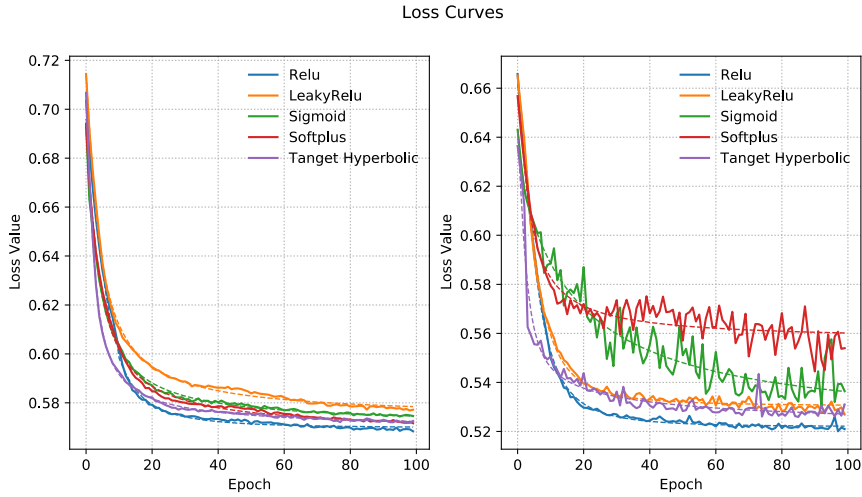 Loss Curves
Loss Value
0.72
0.70
0.68
0.66
0.64
0.62
0.60
0.58
Relu
LeakyRelu
Sigmoid
Softplus
Tanget Hyperbolic
0 20 40 60 80 100
Epoch
Loss Value
0.66
0.64
0.62
0.60
0.58
0.56
0.54
0.52
Relu
LeakyRelu
Sigmoid
Softplus
Tanget Hyperbolic
0 20 40 60 80 100
Epoch